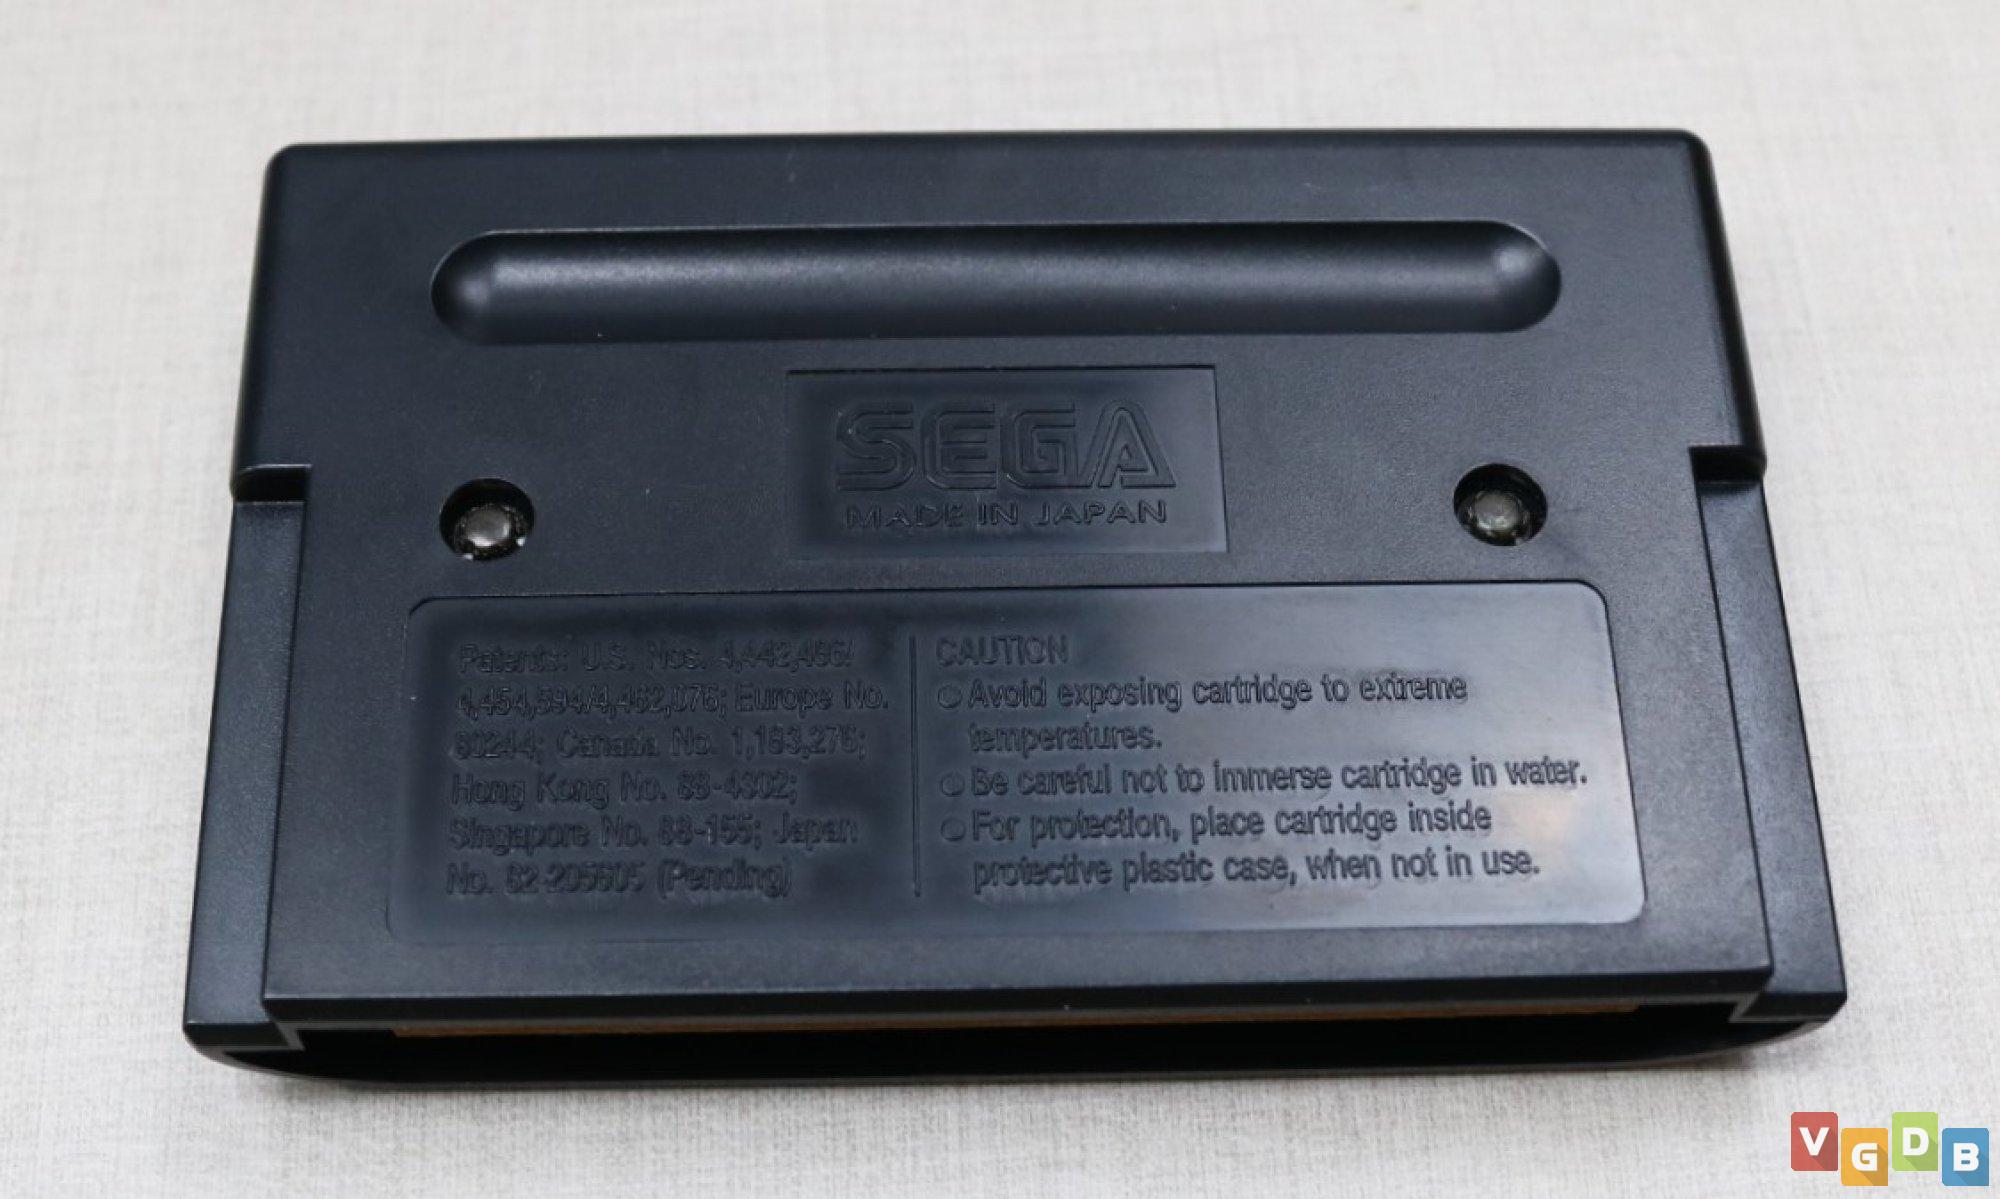 SEGA
MADE IN JAPAN
Patents: U.S. Nos. 4,442,486/
4,454,594/4,462,076; Europe No.
80244; Canada No. 1,183,276;
Hong Kong No. 88-4302;
Singapore No. 88-155; Japan
No. 82-205605 (Pending)
CAUTION
Avoid exposing cartridge to extreme
temperatures.
Be careful not to immerse cartridge in water.
For protection, place cartridge inside
protective plastic case, when not in use.
VGDB